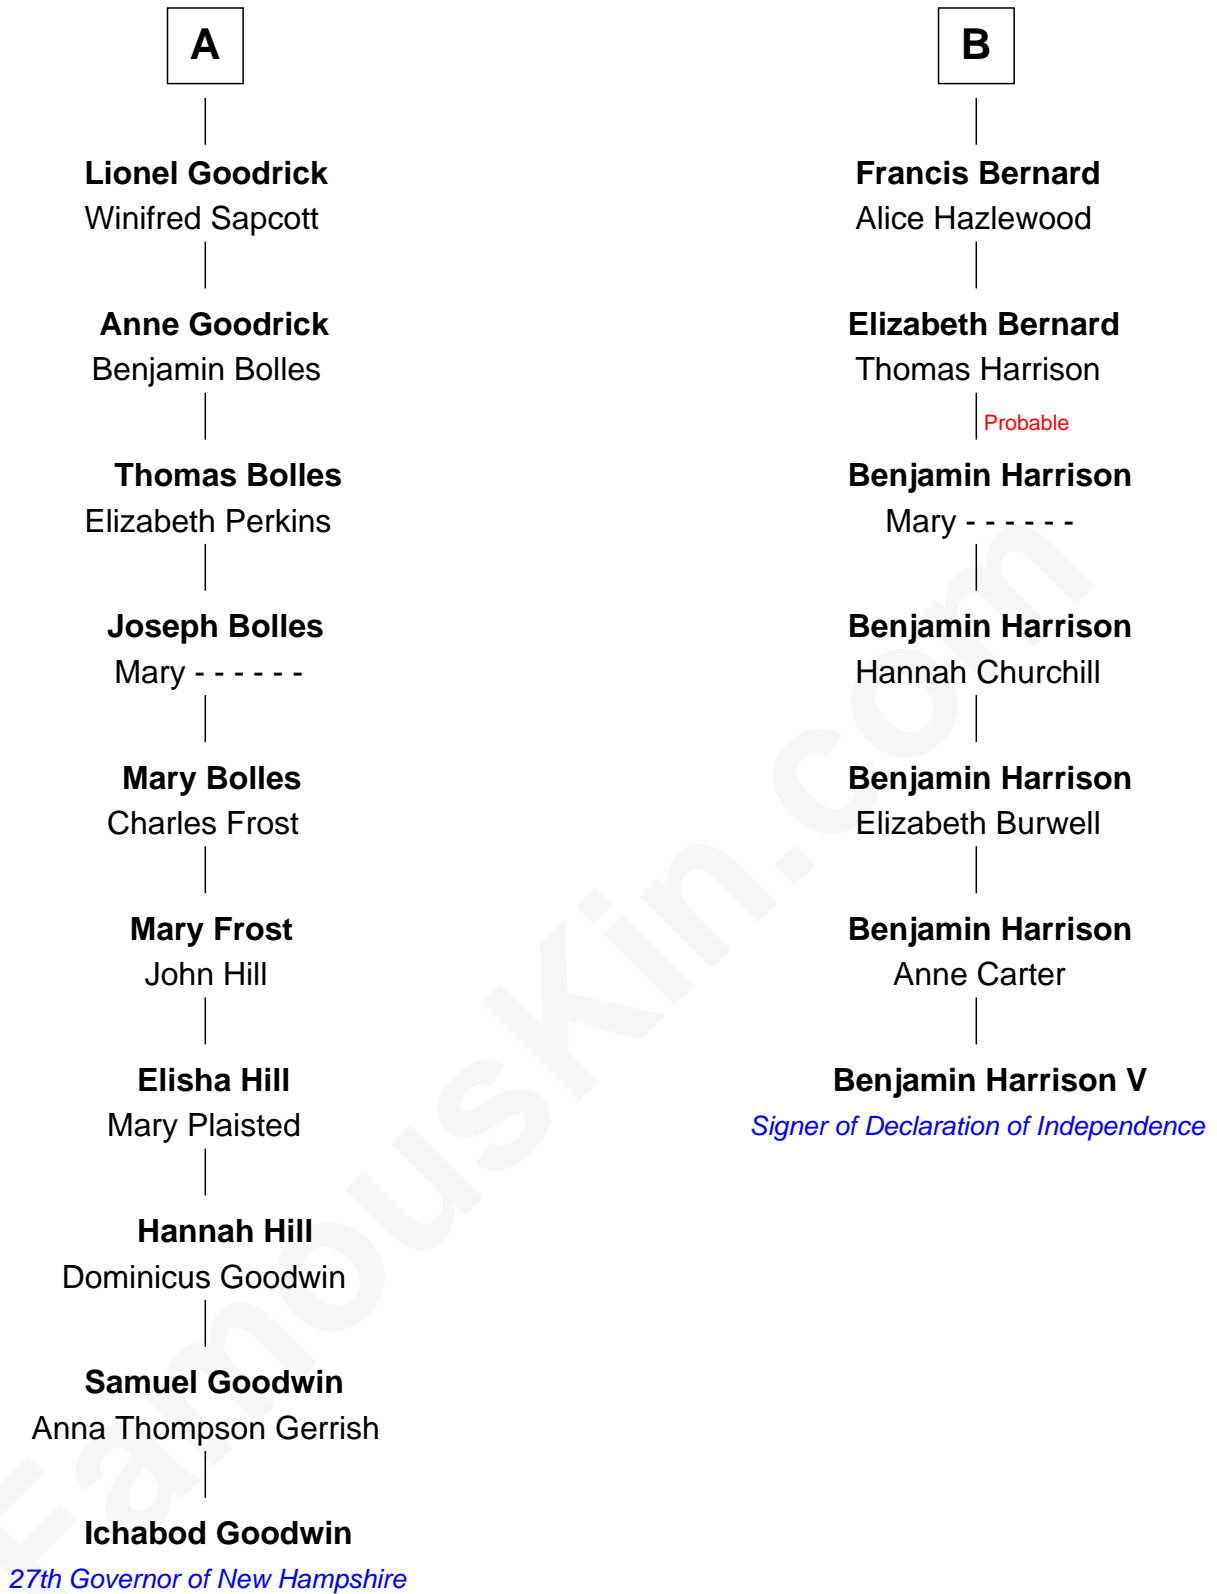 A
Lionel Goodrick
Winifred Sapcott
Anne Goodrick
Benjamin Bolles
Thomas Bolles
Elizabeth Perkins
Joseph Bolles
Mary - - - - - -
Mary Bolles
Charles Frost
Mary Frost
John Hill
Elisha Hill
Mary Plaisted
Hannah Hill
Dominicus Goodwin
Samuel Goodwin
Anna Thompson Gerrish
Ichabod Goodwin
27th Governor of New Hampshire
B
Francis Bernard
Alice Hazlewood
Elizabeth Bernard
Thomas Harrison
Probable
Benjamin Harrison
Mary - - - - - -
Benjamin Harrison
Hannah Churchill
Benjamin Harrison
Elizabeth Burwell
Benjamin Harrison
Anne Carter
Benjamin Harrison V
Signer of Declaration of Independence
FamousKin.com